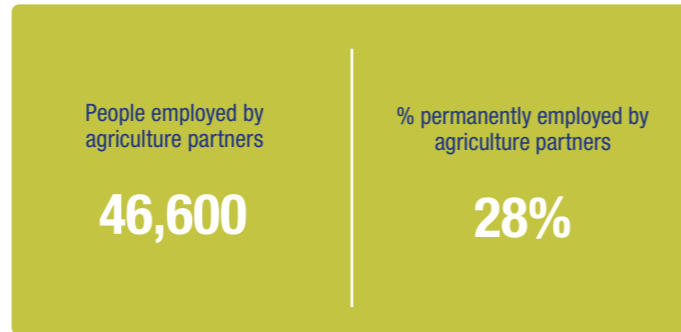 People employed by
agriculture partners
46,600
% permanently employed by
agriculture partners
28%